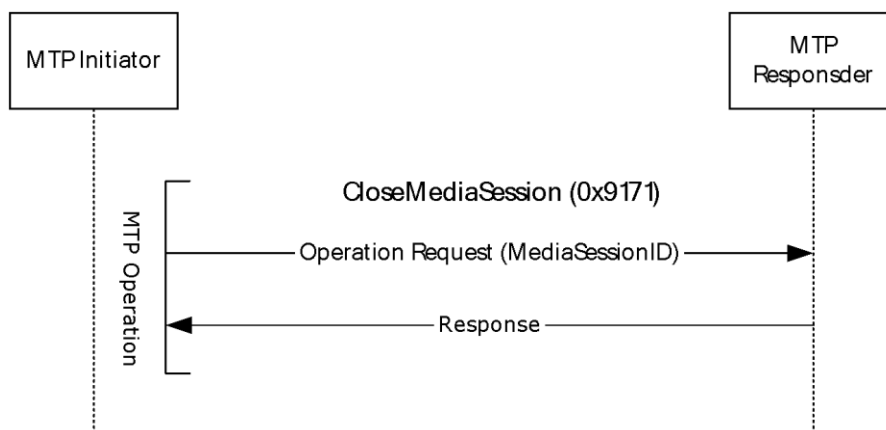 MTP Initiator
MTP
Responsder
CloseMediaSession (0x9171)
MTP Operation
Operation Request (MediaSessionID)
Response